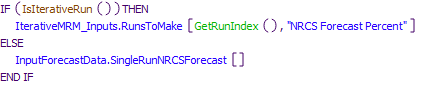 IF ( IsIterativeRun ( ) ) THEN
IterativeMRM_Inputs.RunsToMake [ GetRunIndex ( ) , "NRCS Forecast Percent" ]
ELSE
InputForecastData.SingleRunNRCSForecast [ ]
END IF